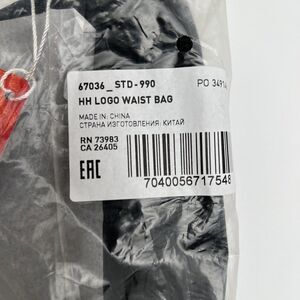 67036_STD-990 PO 3491
HH LOGO WAIST BAG
MADE IN: CHINA
СТРАНА ИЗГОТОВЛЕНИЯ: КИТАЙ
RN 73983
CA 26405
EAC
7040056717548